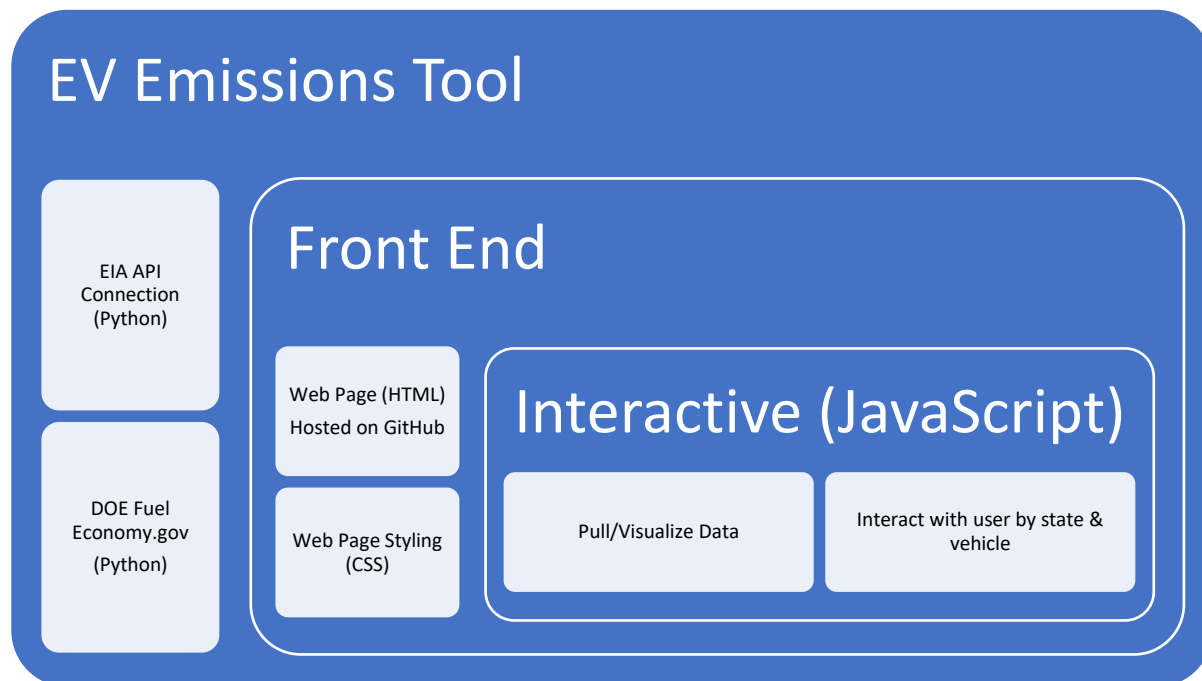 EV Emissions Tool
EIA API
Connection
(Python)
DOE Fuel
Economy.gov
(Python)
Front End
Web Page (HTML)
Hosted on GitHub
Web Page Styling
(CSS)
Interactive (JavaScript)
Pull/Visualize Data
Interact with user by state &
vehicle